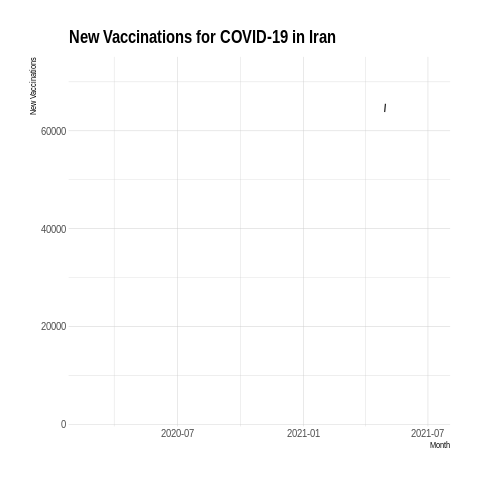 New Vaccinations for COVID-19 in Iran
New Vaccinations
60000
40000
20000
0
2020-07 2021-01 2021-07
Month